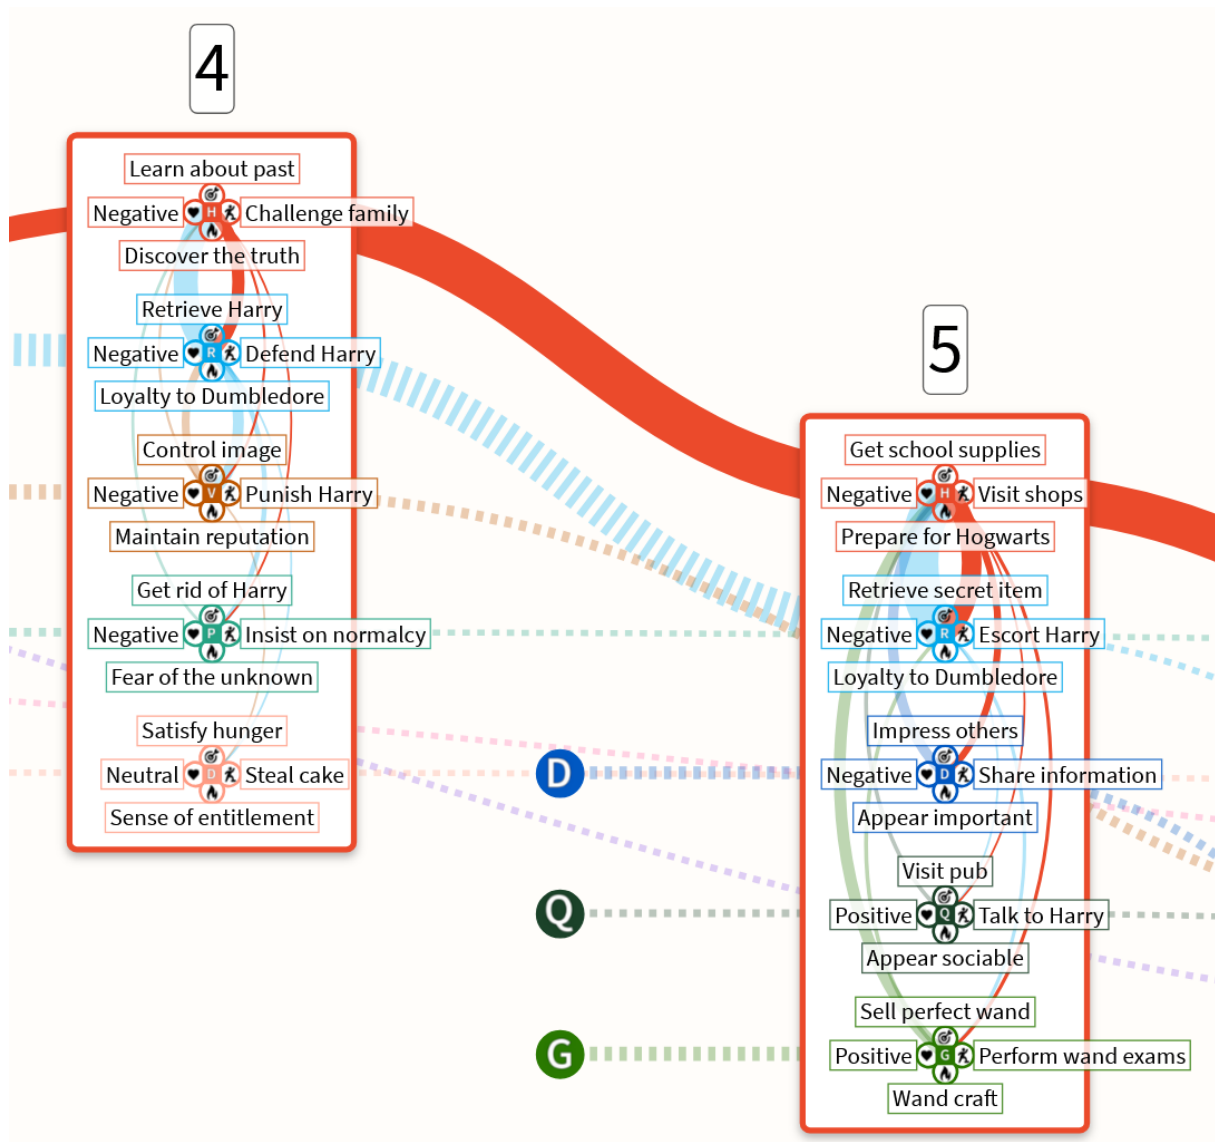 4
Learn about past
Negative H Challenge family
Discover the truth
Retrieve Harry
Negative R Defend Harry
Loyalty to Dumbledore
Control image
Negative V Punish Harry
Maintain reputation
Get rid of Harry
Negative P Insist on normalcy
Fear of the unknown
Satisfy hunger
Neutral D Steal cake
Sense of entitlement
D
Q
G
5
Get school supplies
Negative H Visit shops
Prepare for Hogwarts
Retrieve secret item
Negative R Escort Harry
Loyalty to Dumbledore
Impress others
Negative D Share information
Appear important
Visit pub
Positive Q Talk to Harry
Appear sociable
Sell perfect wand
Positive G Perform wand exams
Wand craft